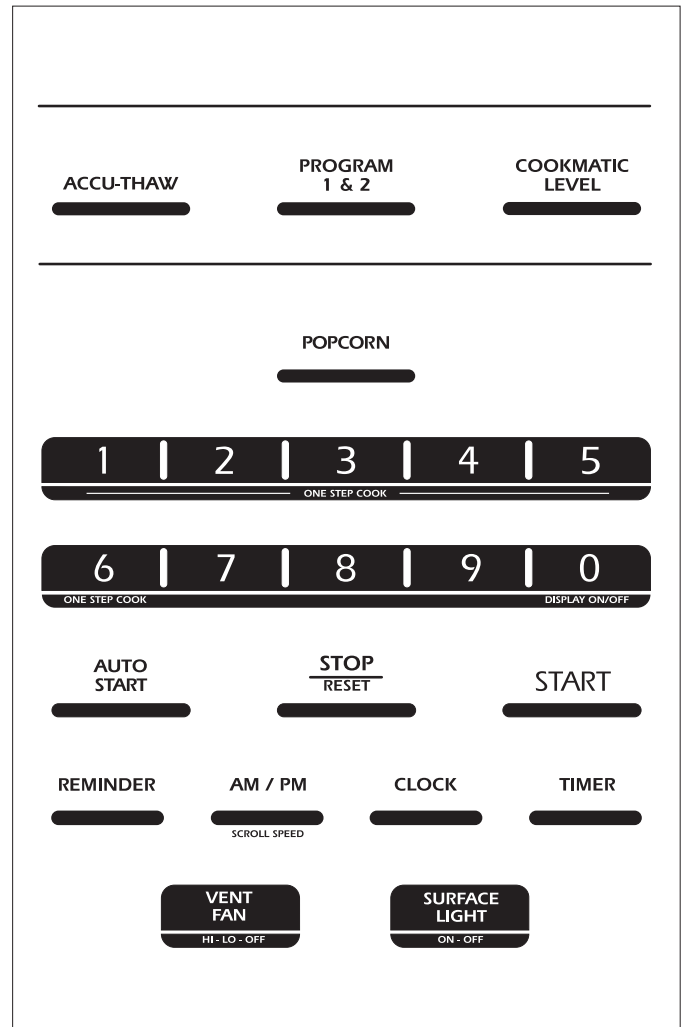 ACCU-THAW
PROGRAM
1 & 2
COOKMATIC
LEVEL
POPCORN
1 2 3 4 5
ONE STEP COOK
6 7 8 9 0
ONE STEP COOK DISPLAY ON/OFF
AUTO
START
STOP
RESET
START
REMINDER AM / PM CLOCK TIMER
SCROLL SPEED
VENT
FAN
HI - LO - OFF
SURFACE
LIGHT
ON - OFF